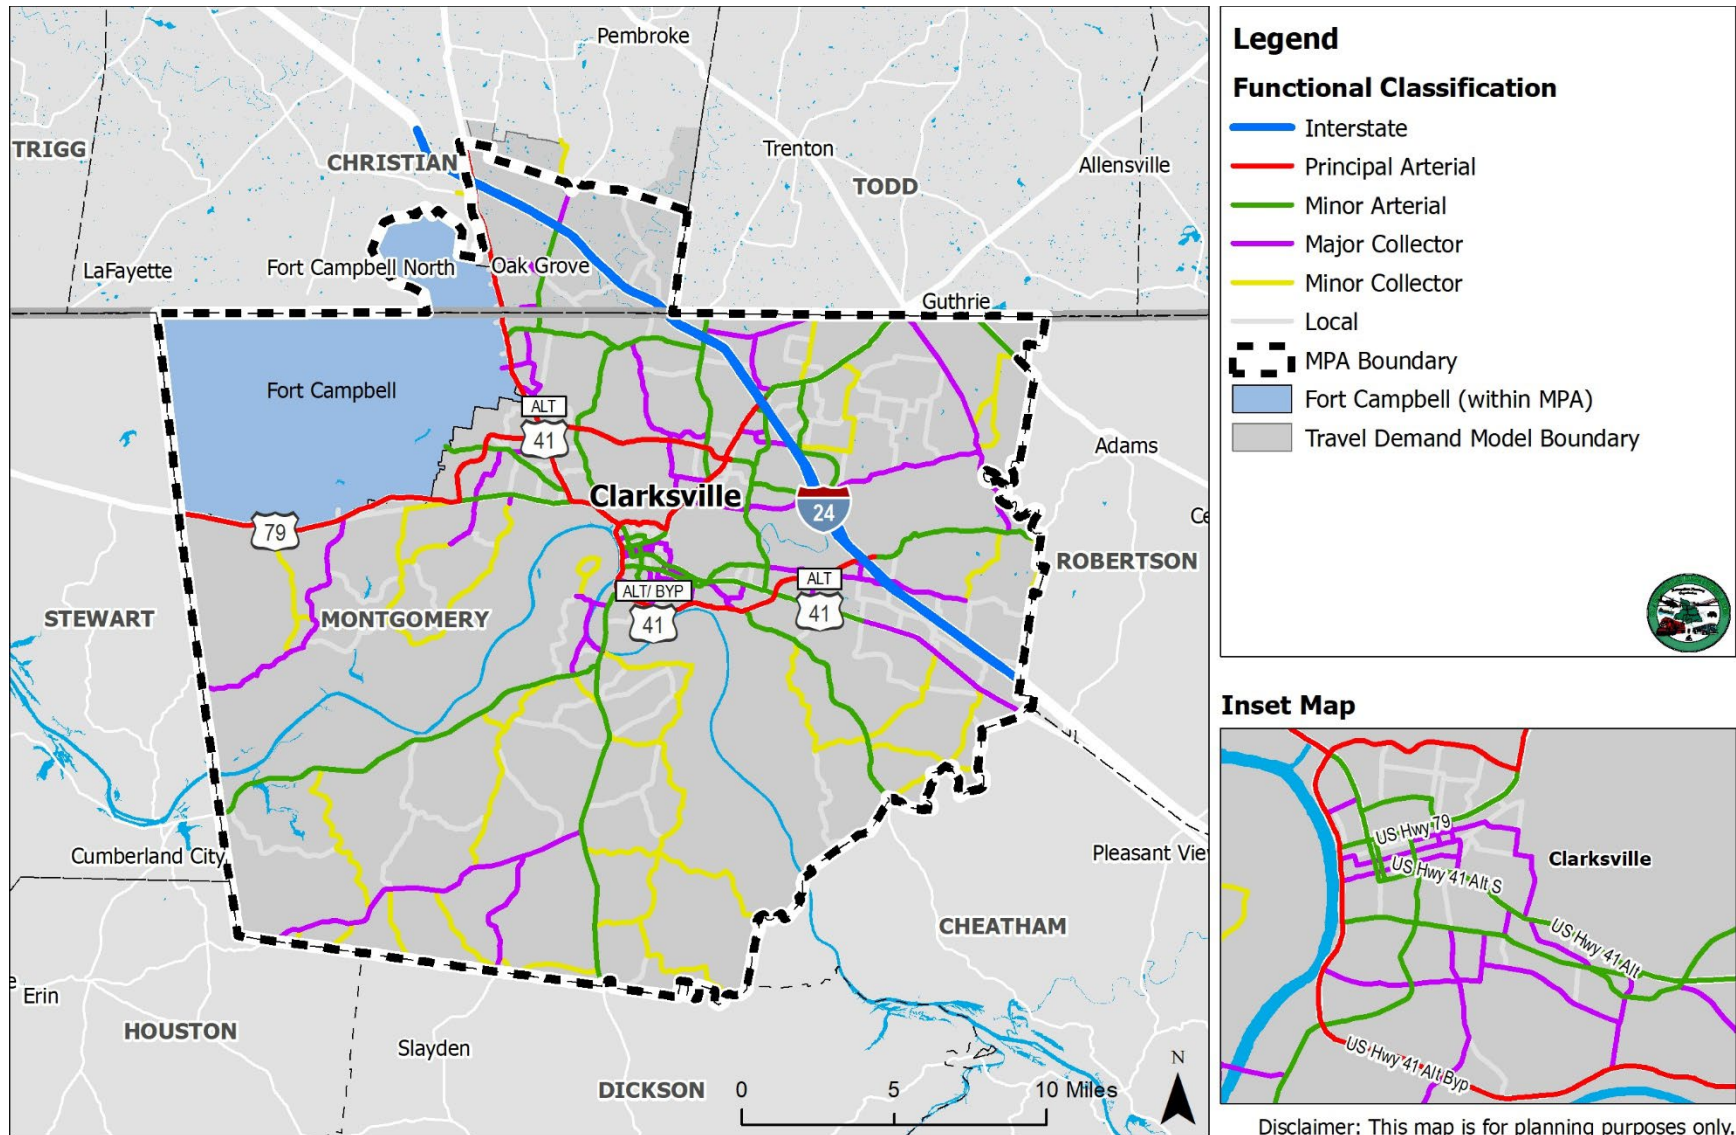 Pembroke
TRIGG
CHRISTIAN
Trenton
TODD
Allensville
LaFayette
Fort Campbell North
Oak Grove
Guthrie
Fort Campbell
ALT
41
Adams
Clarksville
24
79
Ce
ROBERTSON
STEWART
MONTGOMERY
ALT/ BYP
41
ALT
41
Cumberland City
Pleasant Vie
CHEATHAM
Erin
HOUSTON
Slayden
DICKSON
0 5 10 Miles
N
Legend
Functional Classification
Interstate
Principal Arterial
Minor Arterial
Major Collector
Minor Collector
Local
MPA Boundary
Fort Campbell (within MPA)
Travel Demand Model Boundary
Inset Map
US Hwy 79
Clarksville
US Hwy 41 Alt S
US Hwy 41 Alt
US Hwy 41 Alt Byp
Disclaimer: This map is for planning purposes only.